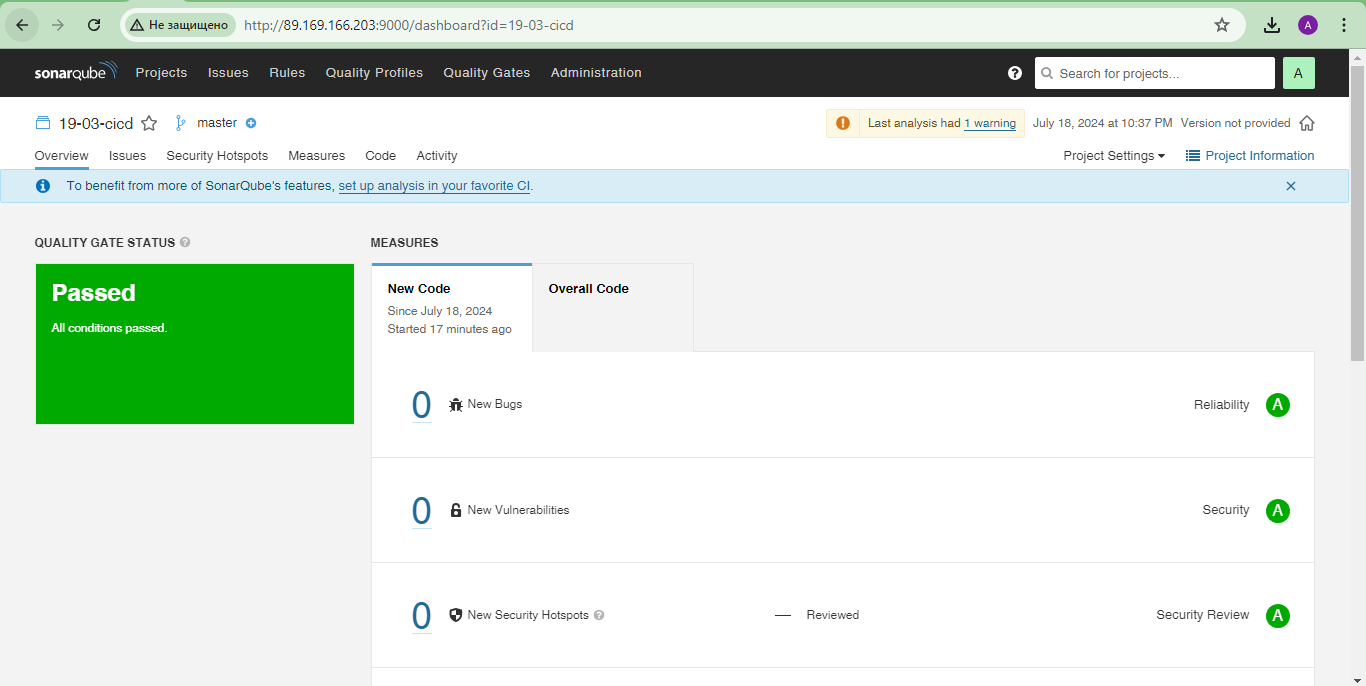 Не защищено http://89.169.166.203:9000/dashboard?id=19-03-cicd A
sonarqube Projects Issues Rules Quality Profiles Quality Gates Administration ? Search for projects... A
19-03-cicd master Last analysis had 1 warning July 18, 2024 at 10:37 PM Version not provided
Overview Issues Security Hotspots Measures Code Activity Project Settings Project Information
To benefit from more of SonarQube's features, set up analysis in your favorite CI.
QUALITY GATE STATUS ? MEASURES
Passed
All conditions passed.
New Code Overall Code
Since July 18, 2024
Started 17 minutes ago
0 New Bugs Reliability A
0 New Vulnerabilities Security A
0 New Security Hotspots ? — Reviewed Security Review A